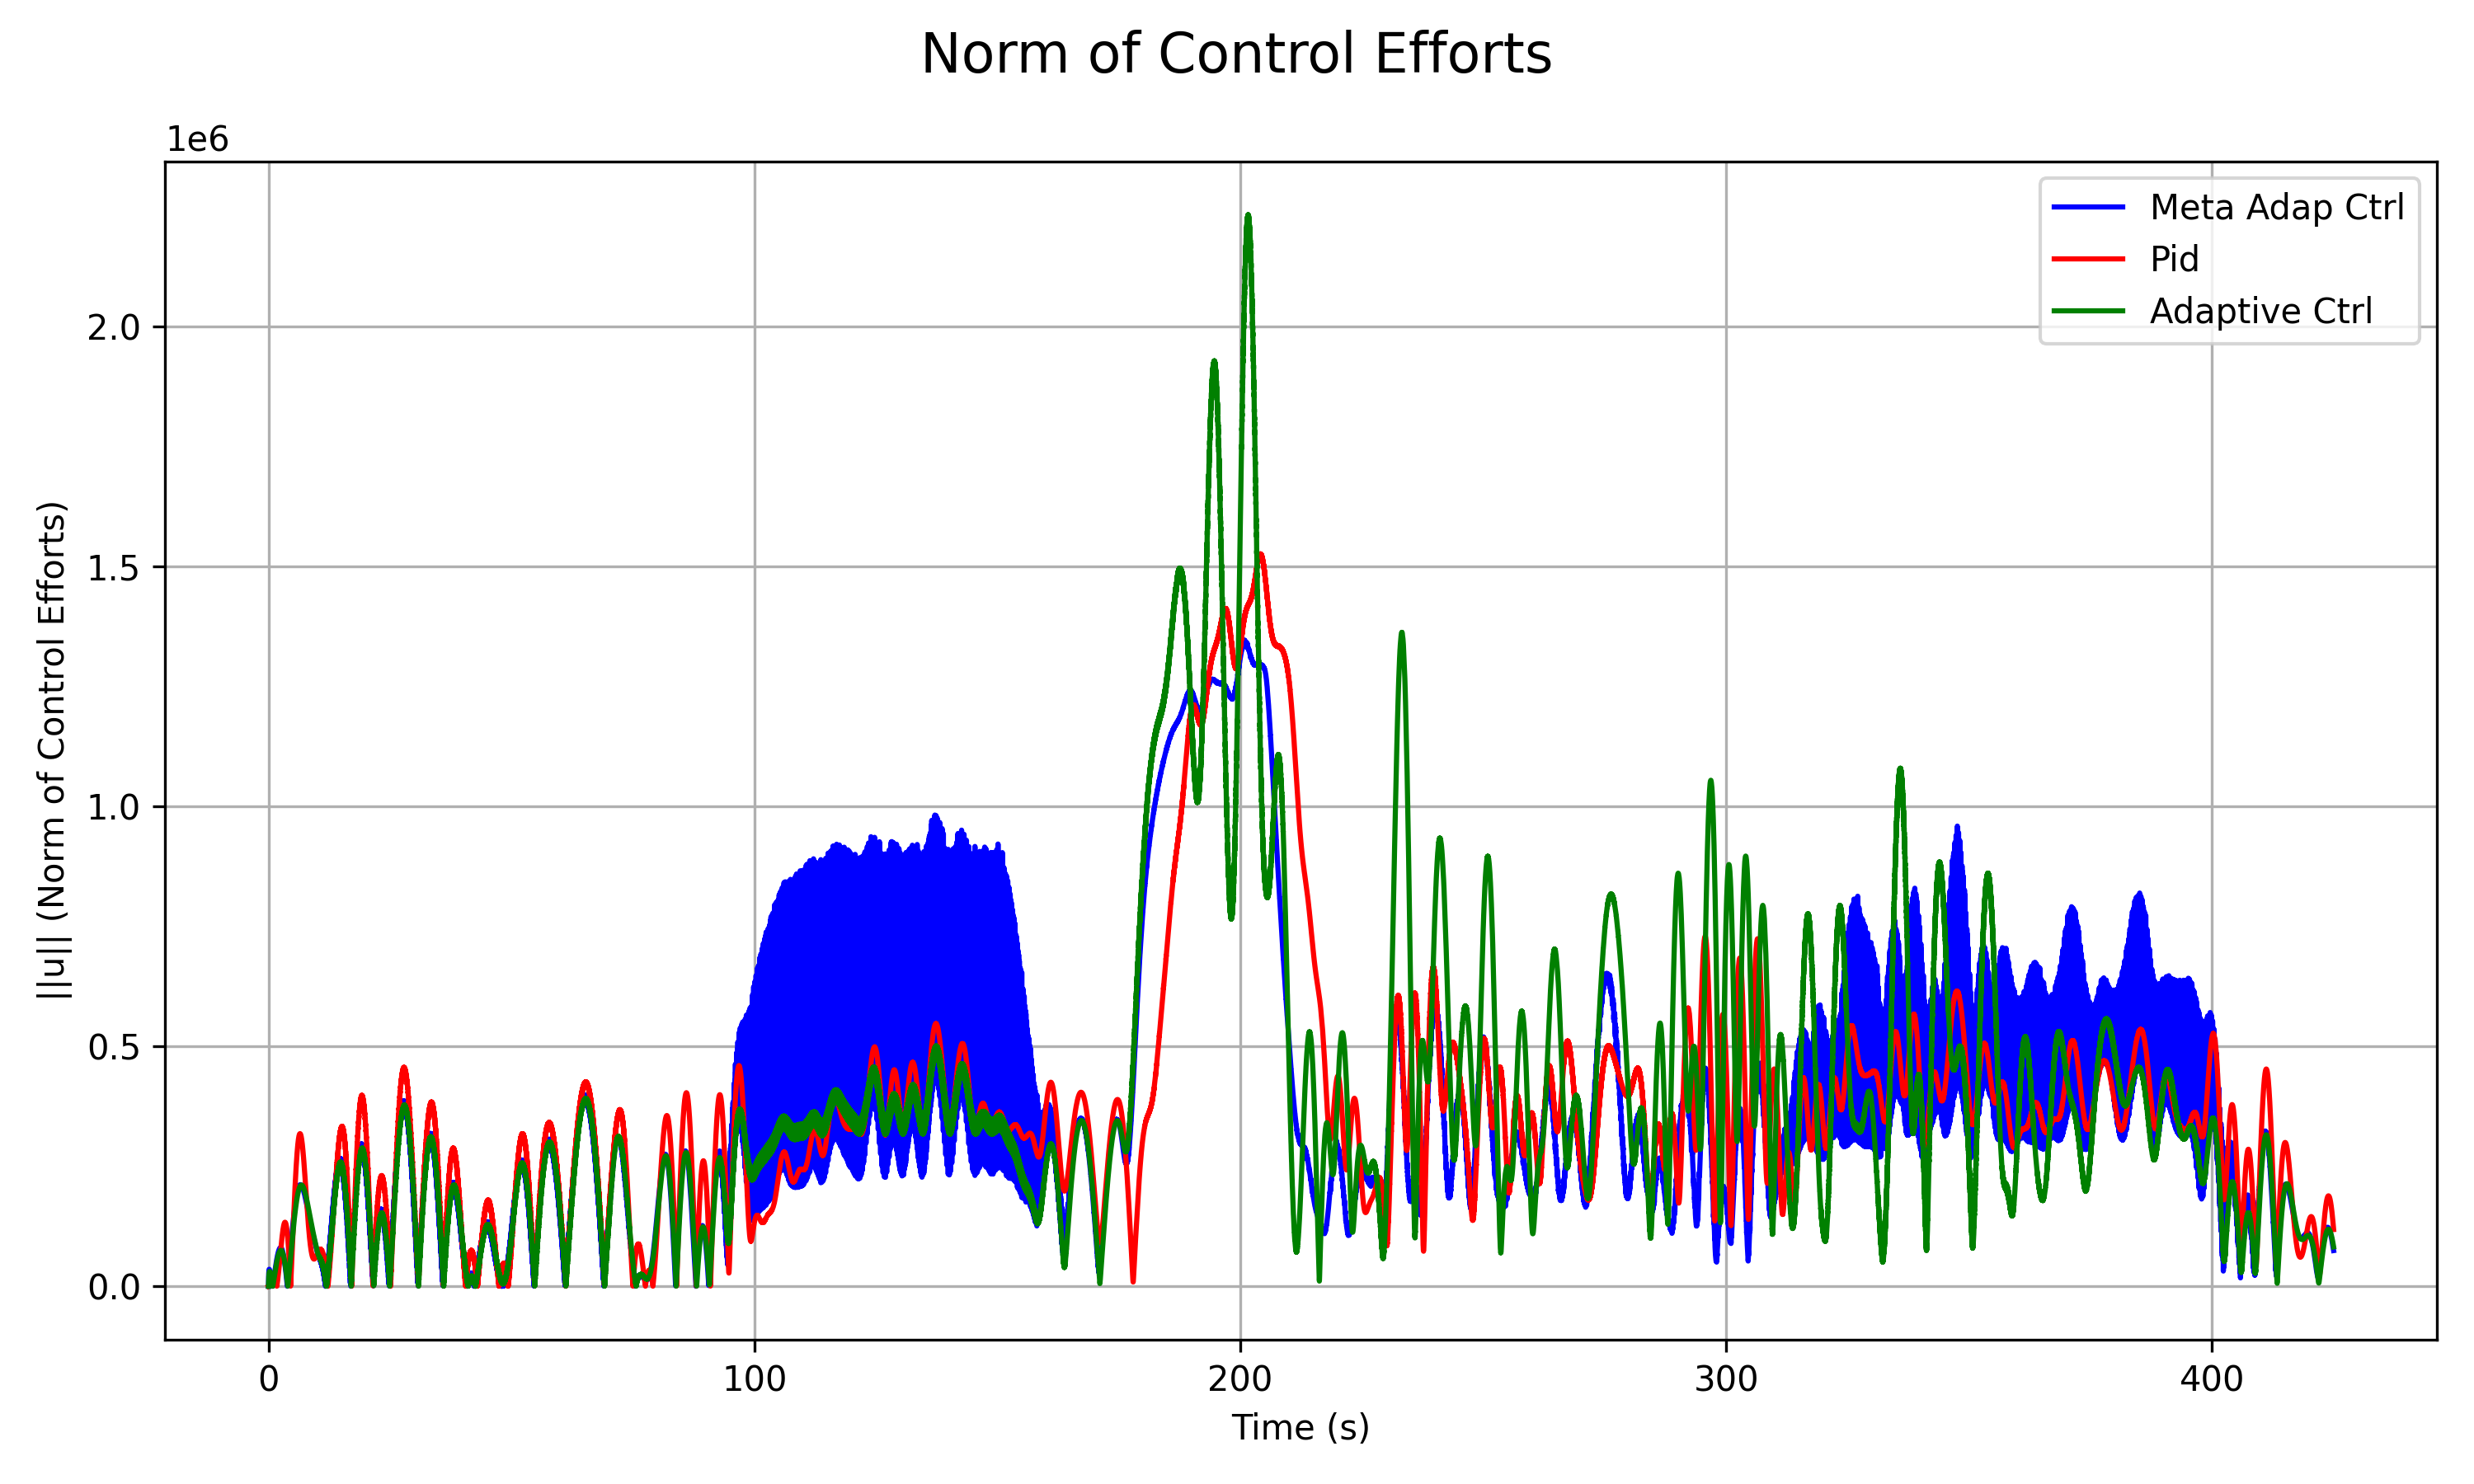 Norm of Control Efforts
1e6
Meta Adap Ctrl
Pid
Adaptive Ctrl
2.0
1.5
1.0
0.5
0.0
||u|| (Norm of Control Efforts)
0 100 200 300 400
Time (s)